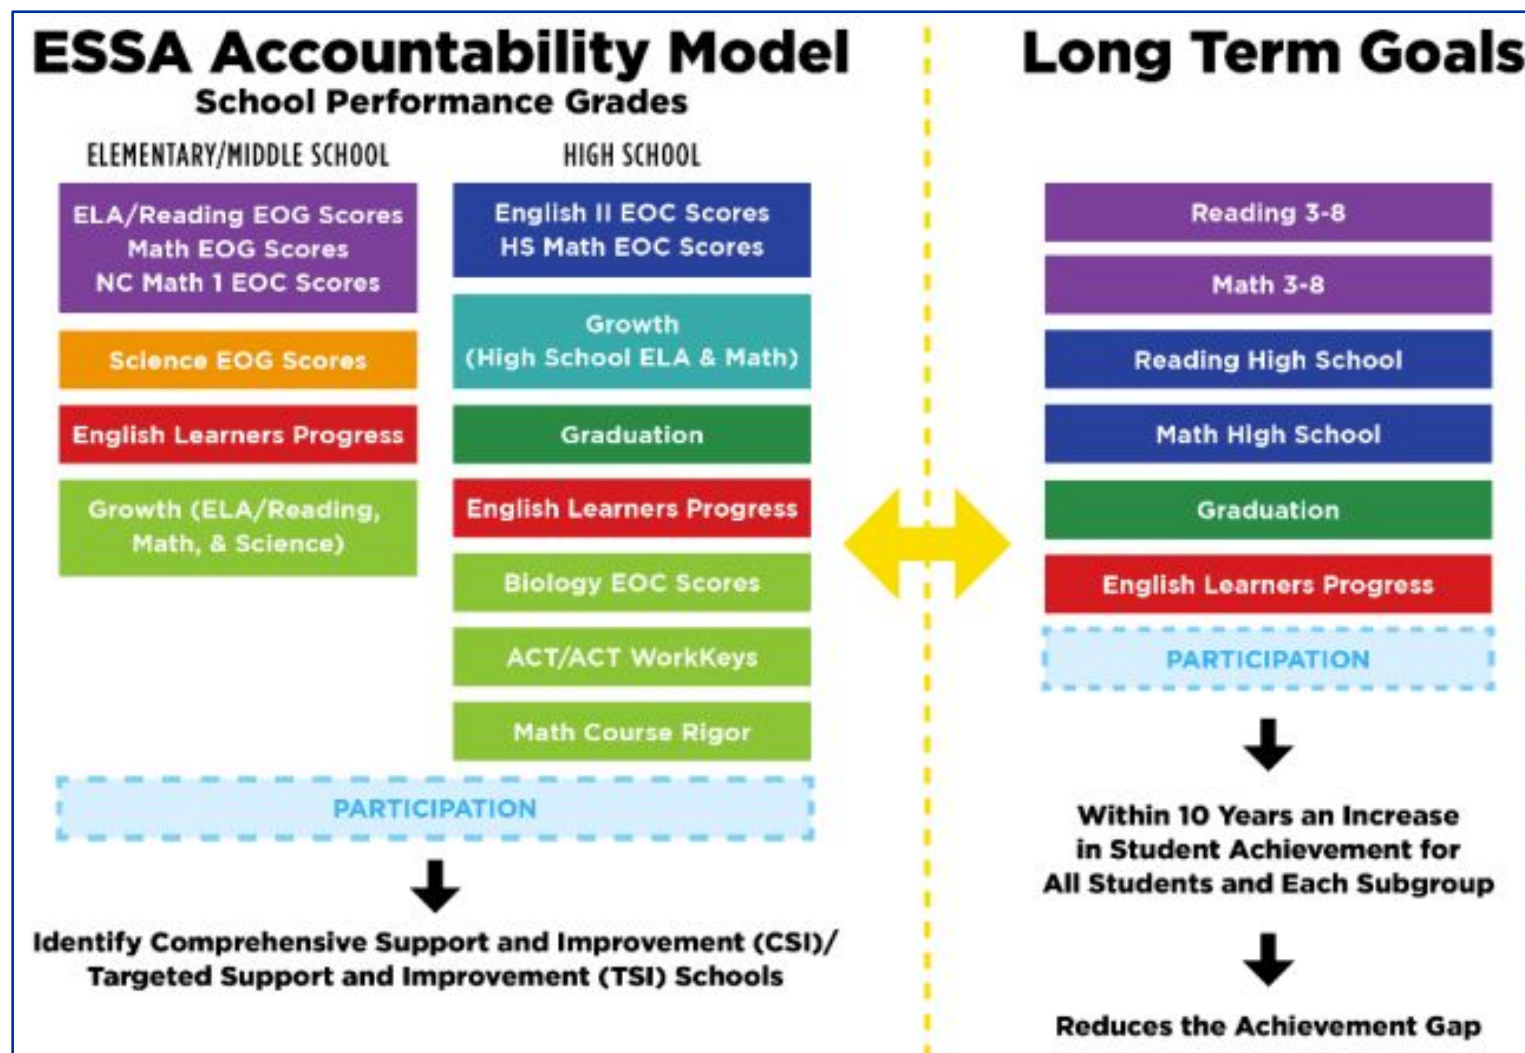 ESSA Accountability Model
School Performance Grades
ELEMENTARY/MIDDLE SCHOOL
ELA/Reading EOG Scores
Math EOG Scores
NC Math 1 EOC Scores
Science EOG Scores
English Learners Progress
Growth (ELA/Reading,
Math, & Science)
HIGH SCHOOL
English II EOC Scores
HS Math EOC Scores
Growth
(High School ELA & Math)
Graduation
English Learners Progress
Biology EOC Scores
ACT/ACT WorkKeys
Math Course Rigor
PARTICIPATION
Identify Comprehensive Support and Improvement (CSI)/
Targeted Support and Improvement (TSI) Schools
Long Term Goals
Reading 3-8
Math 3-8
Reading High School
Math High School
Graduation
English Learners Progress
PARTICIPATION
Within 10 Years an Increase
in Student Achievement for
All Students and Each Subgroup
Reduces the Achievement Gap